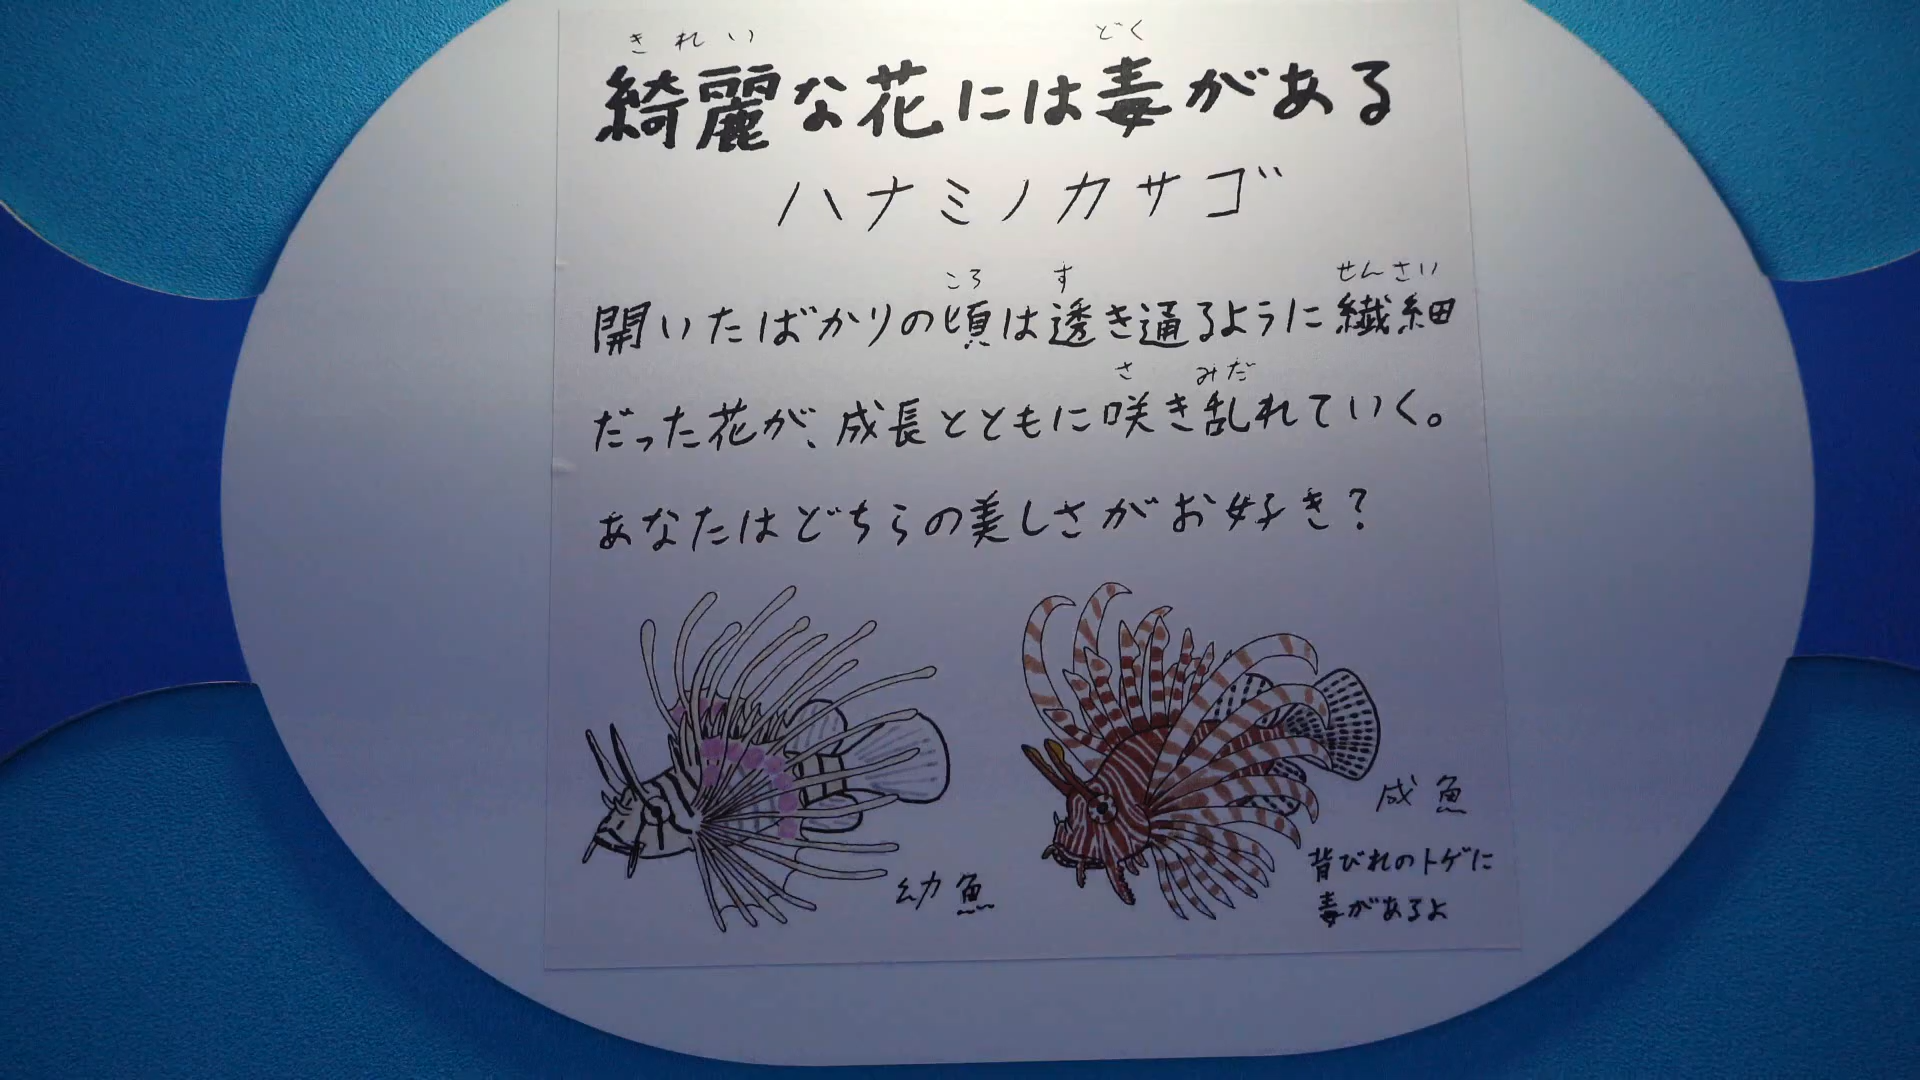 きれい どく
綺麗な花には毒がある
ハナミノカサゴ
ころ す せんさい
開いたばかりの頃は透き通るように繊細
さ みだ
だった花が、成長とともに咲き乱れていく。
あなたはどちらの美しさがお好き？
幼魚
成魚
背びれのトゲに
毒があるよ